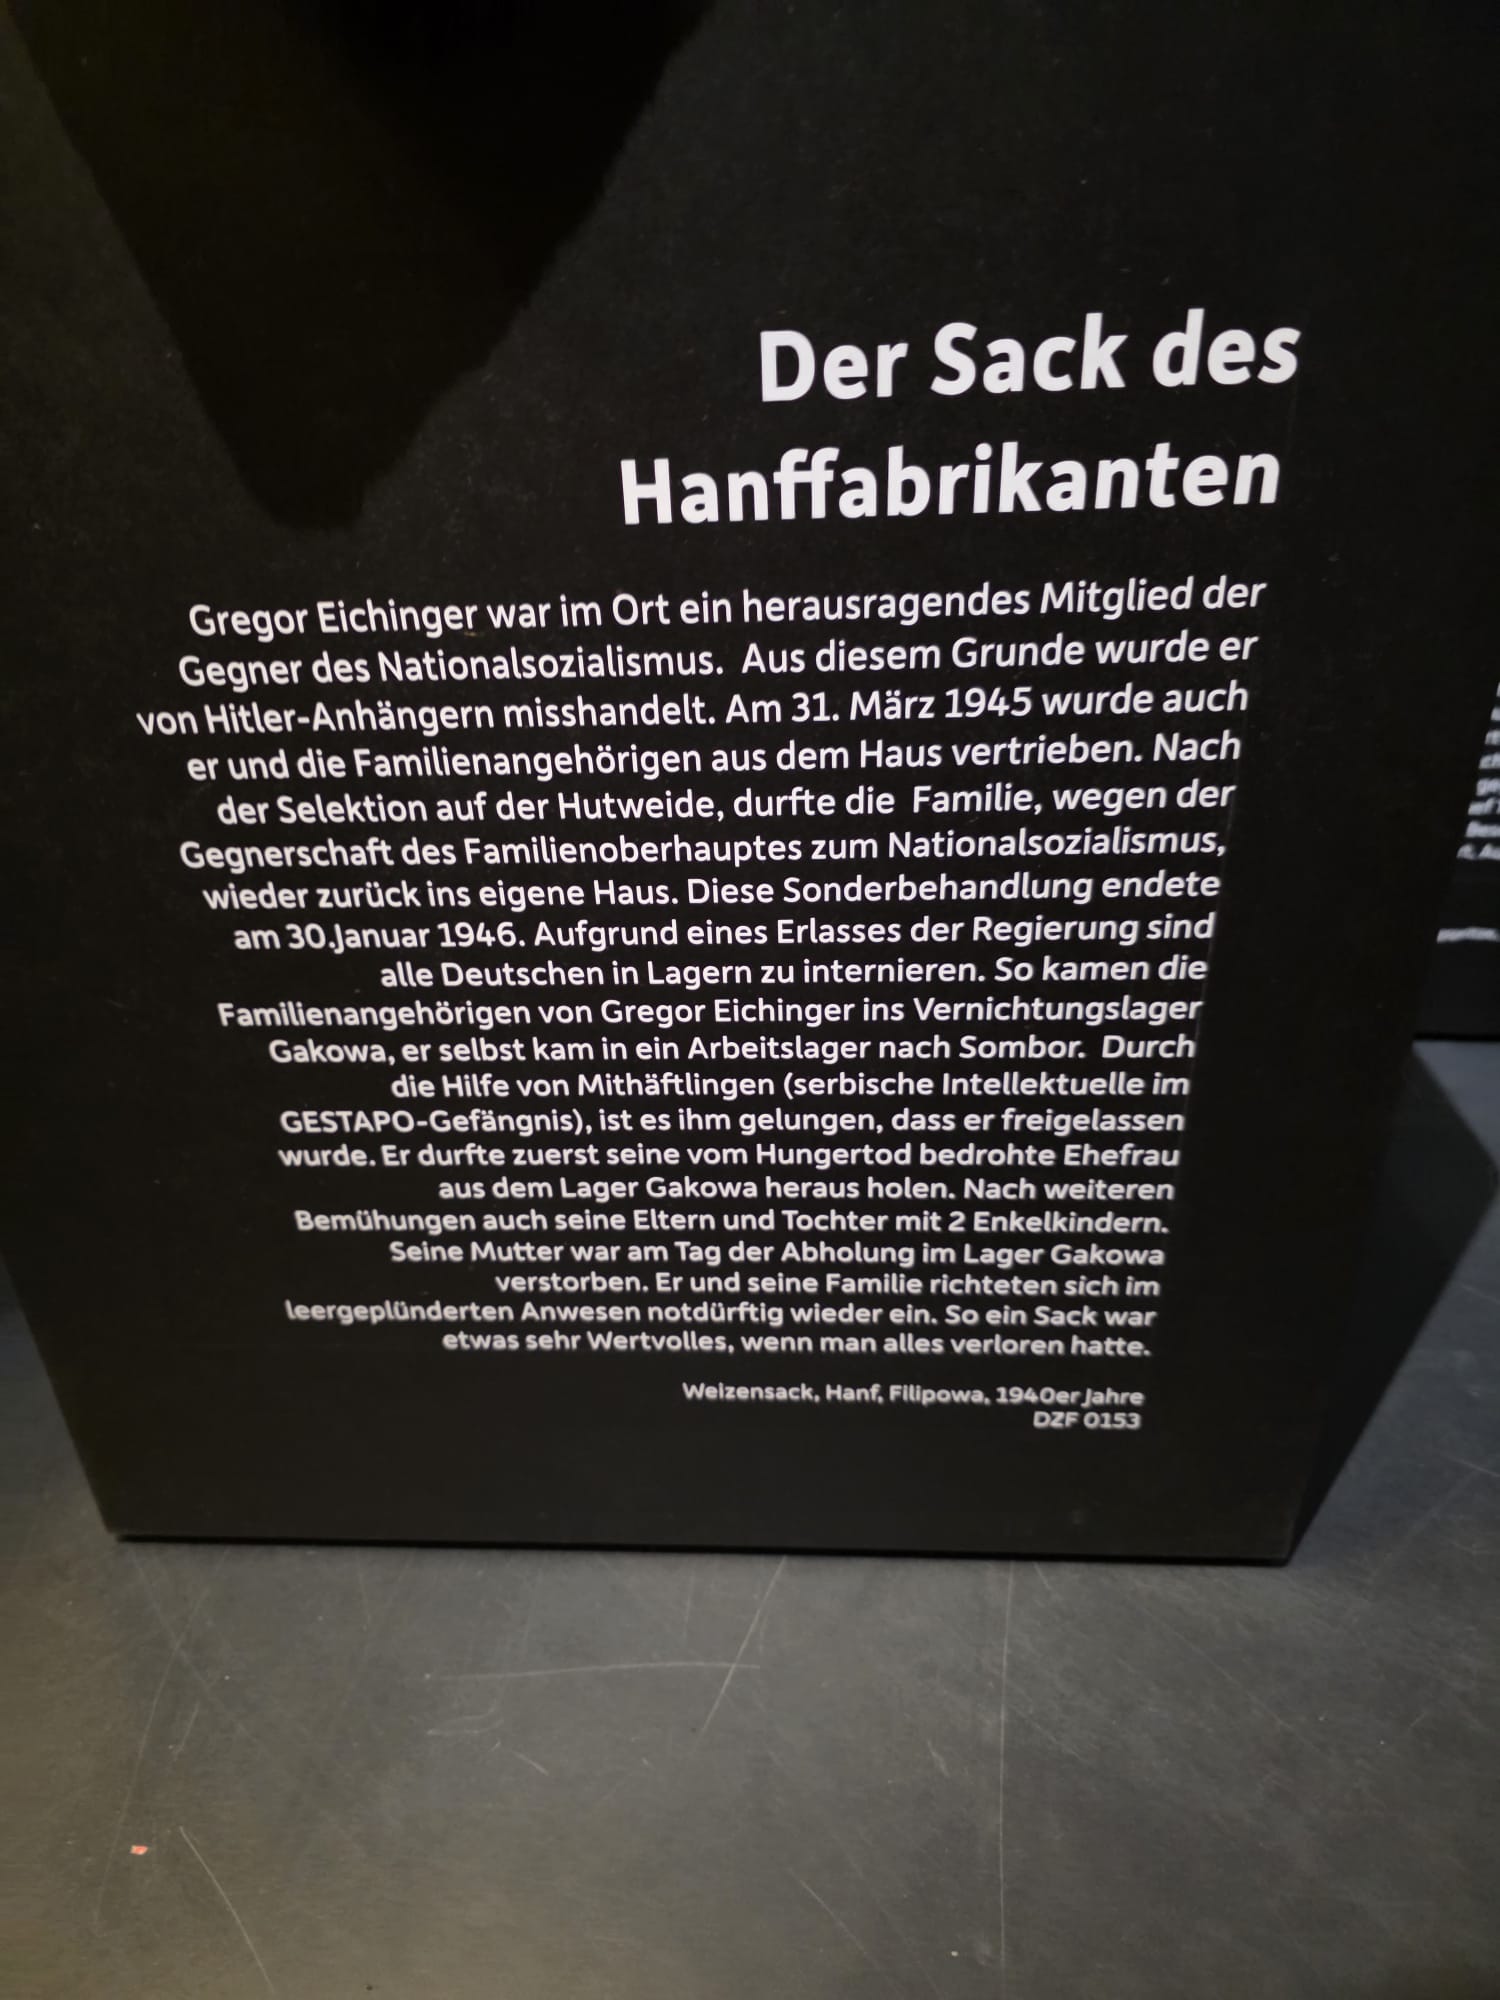 Der Sack des
Hanffabrikanten
Gregor Eichinger war im Ort ein herausragendes Mitglied der
Gegner des Nationalsozialismus. Aus diesem Grunde wurde er
von Hitler-Anhängern misshandelt. Am 31. März 1945 wurde auch
er und die Familienangehörigen aus dem Haus vertrieben. Nach
der Selektion auf der Hutweide, durfte die Familie, wegen der
Gegnerschaft des Familienoberhauptes zum Nationalsozialismus,
wieder zurück ins eigene Haus. Diese Sonderbehandlung endete
am 30.Januar 1946. Aufgrund eines Erlasses der Regierung sind
alle Deutschen in Lagern zu internieren. So kamen die
Familienangehörigen von Gregor Eichinger ins Vernichtungslager
Gakowa, er selbst kam in ein Arbeitslager nach Sombor. Durch
die Hilfe von Mithäftlingen (serbische Intellektuelle im
GESTAPO-Gefängnis), ist es ihm gelungen, dass er freigelassen
wurde. Er durfte zuerst seine vom Hungertod bedrohte Ehefrau
aus dem Lager Gakowa heraus holen. Nach weiteren
Bemühungen auch seine Eltern und Tochter mit 2 Enkelkindern.
Seine Mutter war am Tag der Abholung im Lager Gakowa
verstorben. Er und seine Familie richteten sich im
leergeplünderten Anwesen notdürftig wieder ein. So ein Sack war
etwas sehr Wertvolles, wenn man alles verloren hatte.
Weizensack, Hanf, Filipowa, 1940er Jahre
DZF 0153